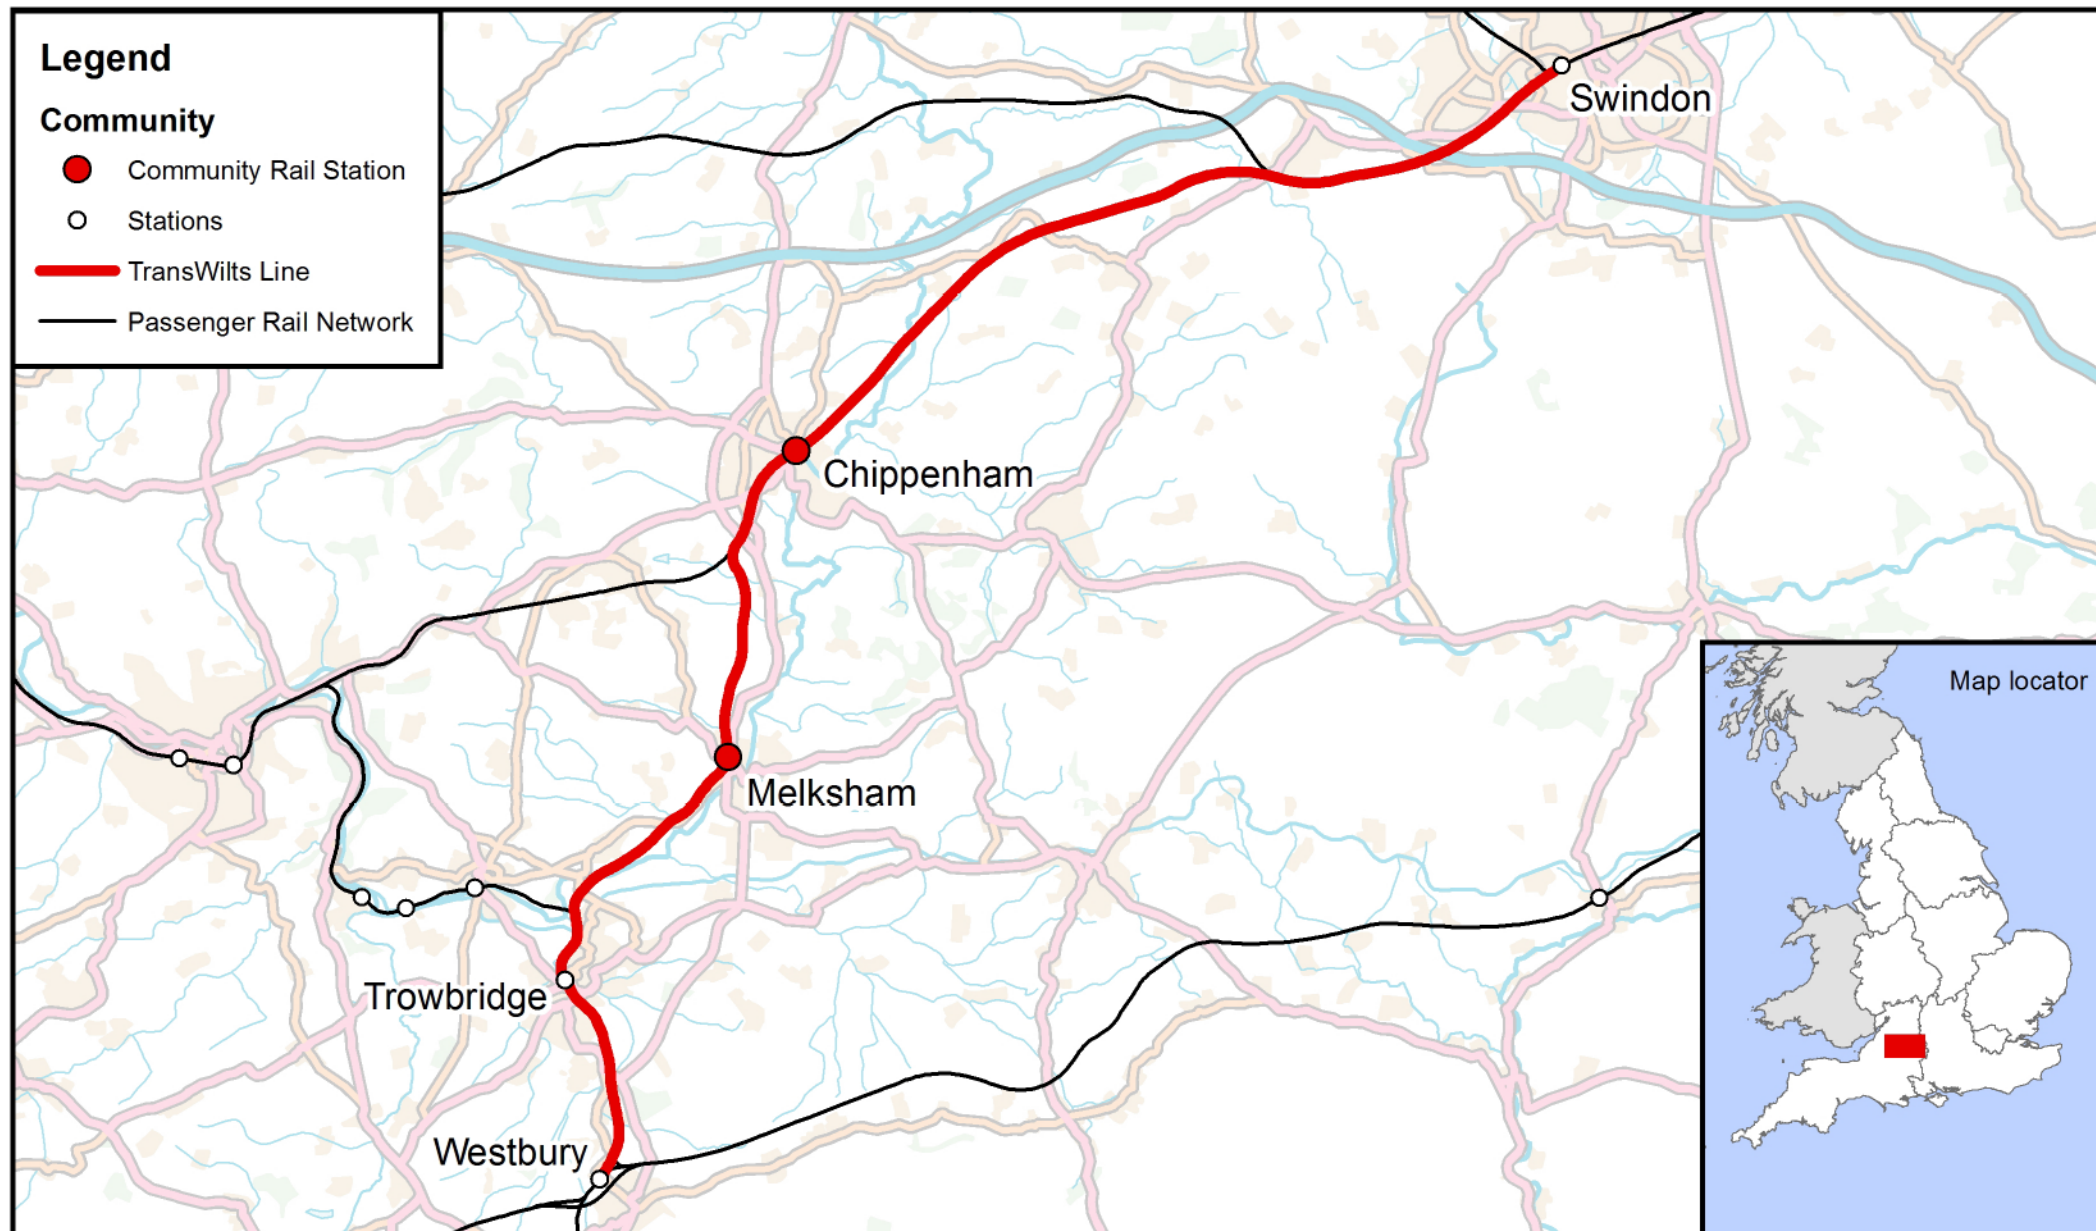 Legend
Community
Community Rail Station
Stations
TransWilts Line
Passenger Rail Network
Swindon
Chippenham
Melksham
Trowbridge
Westbury
Map locator